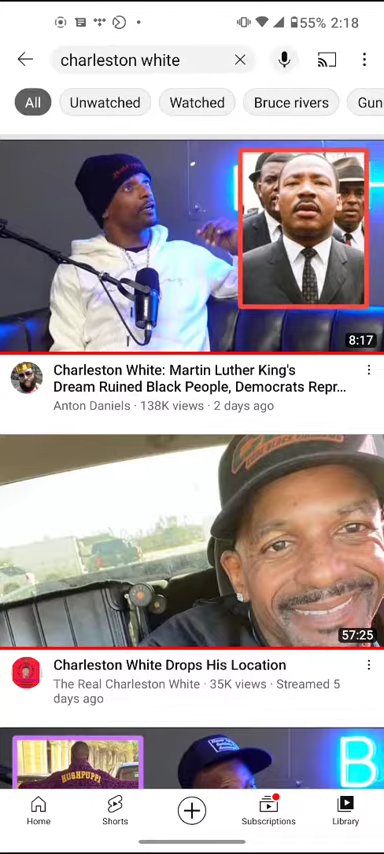 55% 2:18
charleston white
All
Unwatched
Watched
Bruce rivers
Gun
8:17
Charleston White: Martin Luther King's
Dream Ruined Black People, Democrats Repr...
Anton Daniels · 138K views · 2 days ago
57:25
Charleston White Drops His Location
The Real Charleston White · 35K views · Streamed 5
days ago
HUSHPUPPI
B
Home
Shorts
Subscriptions
Library